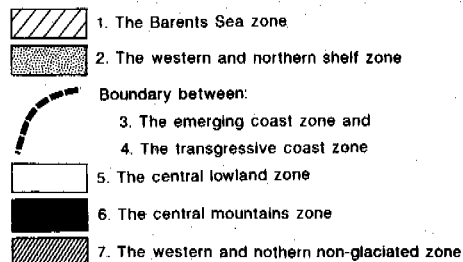 1. The Barents Sea zone
2. The western and northern shelf zone
Boundary between:
3. The emerging coast zone and
4. The transgressive coast zone
5. The central lowland zone
6. The central mountains zone
7. The western and nothern non-glaciated zone